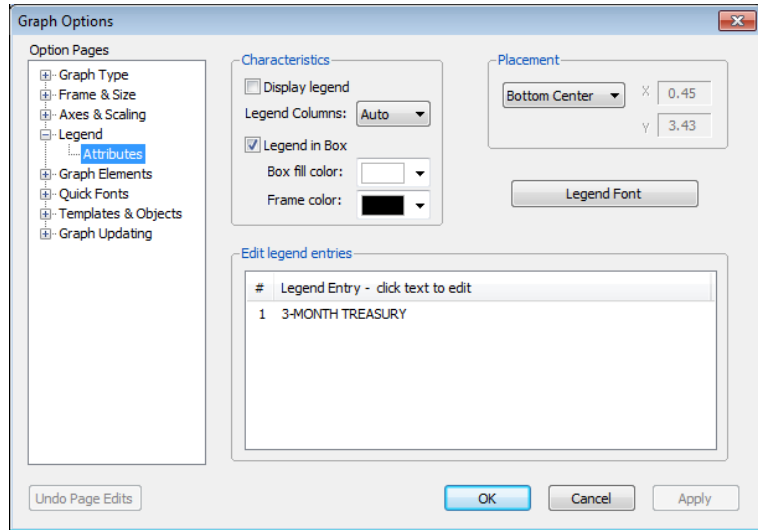 Graph Options
Option Pages
Graph Type
Frame & Size
Axes & Scaling
Legend
Attributes
Graph Elements
Quick Fonts
Templates & Objects
Graph Updating
Characteristics
Display legend
Legend Columns: Auto
Legend in Box
Box fill color:
Frame color:
Placement
Bottom Center X 0.45
Y 3.43
Legend Font
Edit legend entries
# Legend Entry - click text to edit
1 3-MONTH TREASURY
Undo Page Edits OK Cancel Apply